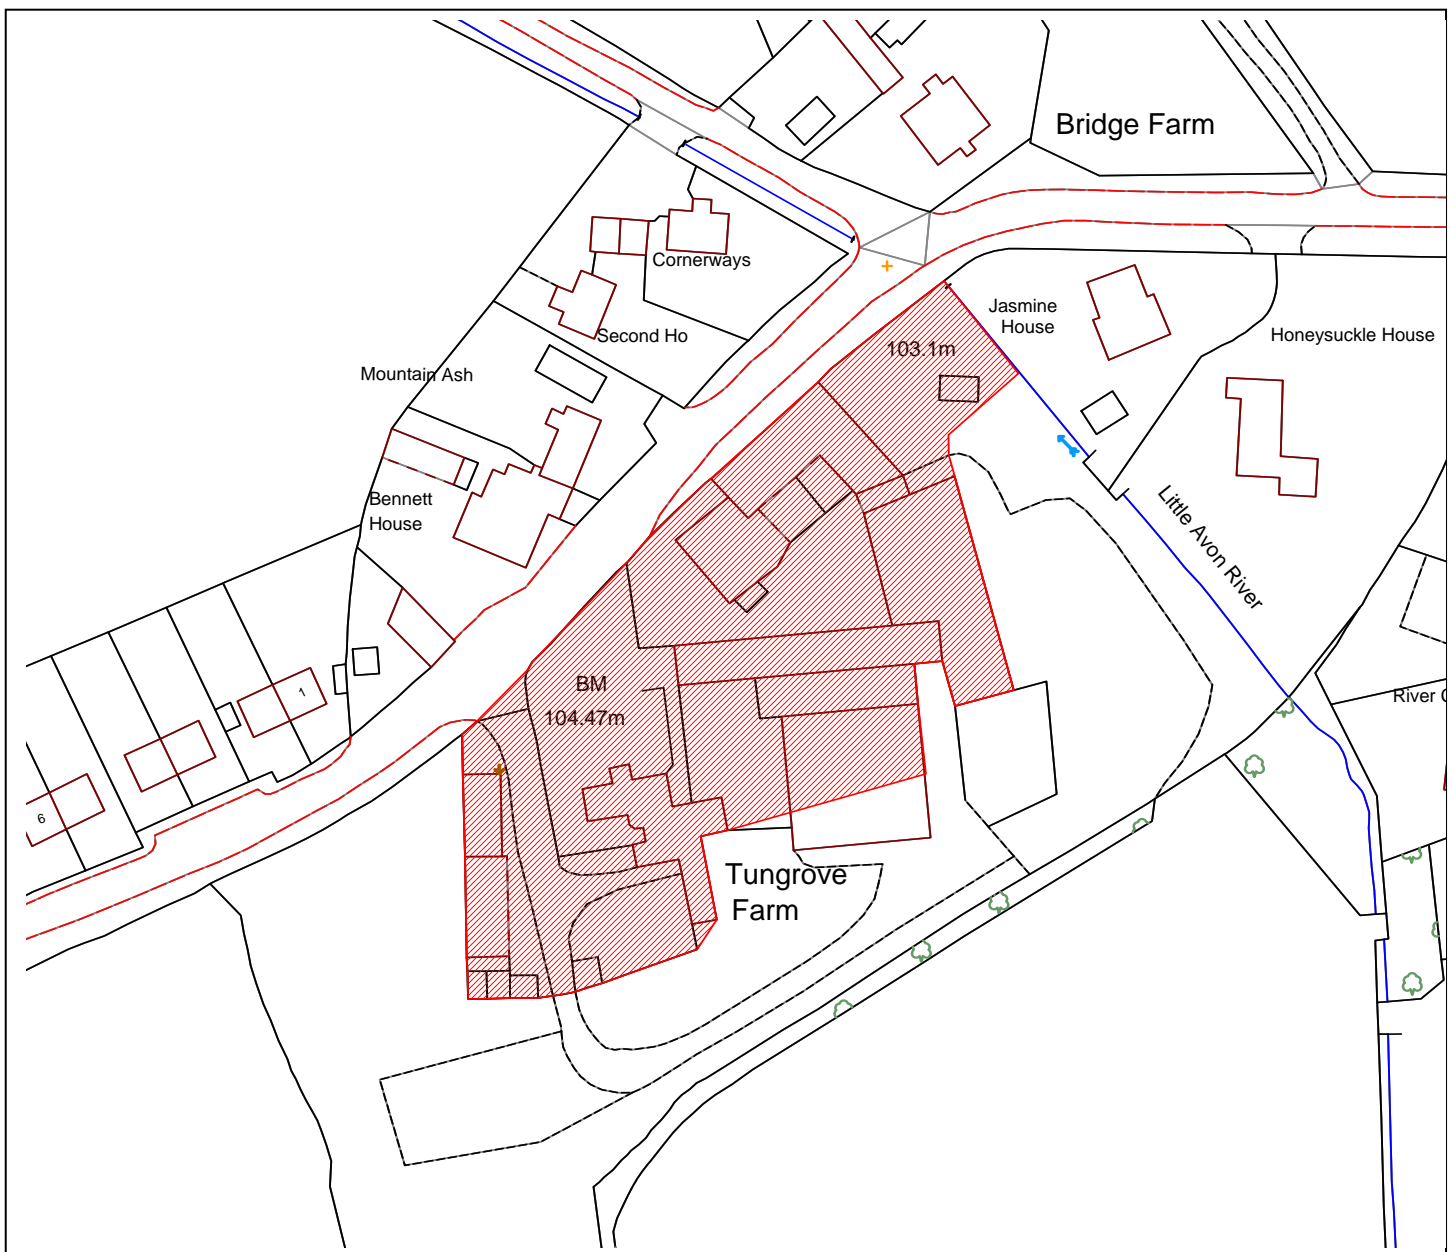 Bridge Farm
Cornerways
Jasmine
House
Second Ho
Honeysuckle House
103.1m
Mountain Ash
Bennett
House
Little Avon River
BM
104.47m
1
River
6
Tungrove
Farm